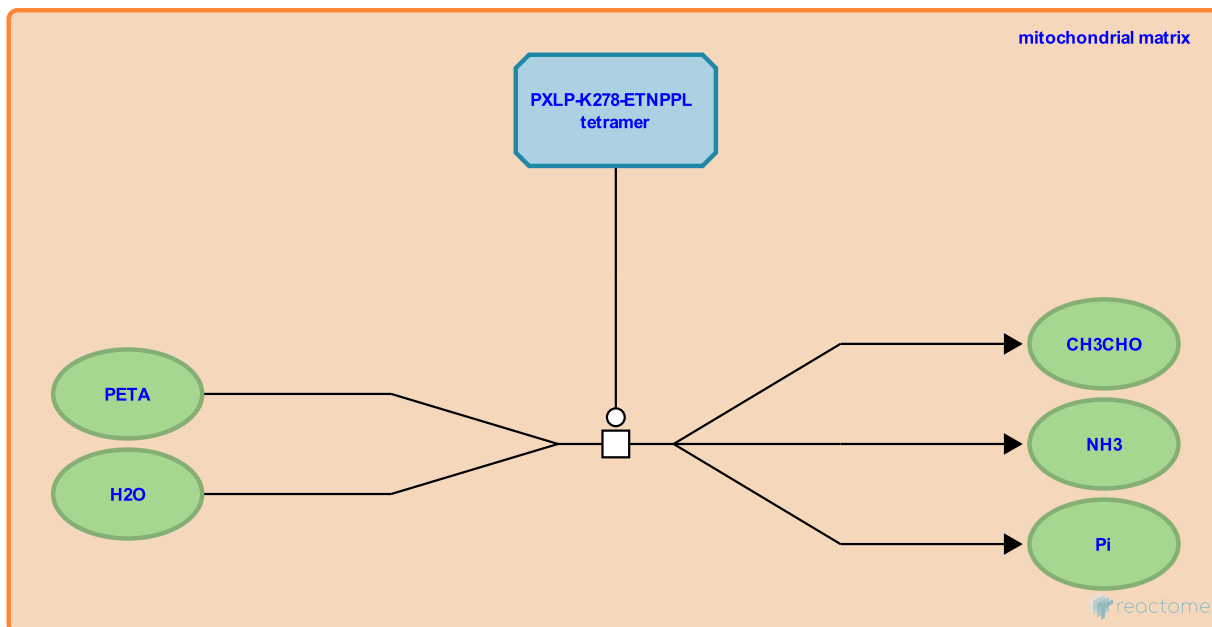 mitochondrial matrix
PXLP-K278-ETNPPL
tetramer
CH3CHO
PETA
NH3
H2O
Pi
reactome